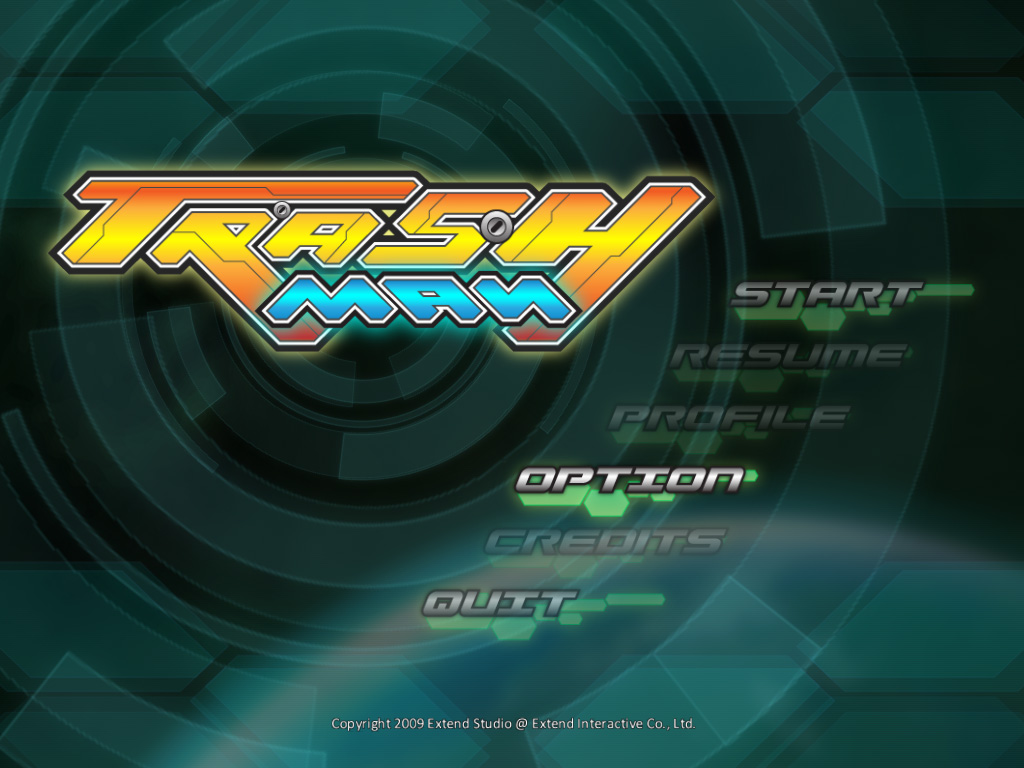 TRASH
MAN
START
RESUME
PROFILE
OPTION
CREDITS
QUIT
Copyright 2009 Extend Studio @ Extend Interactive Co., Ltd.